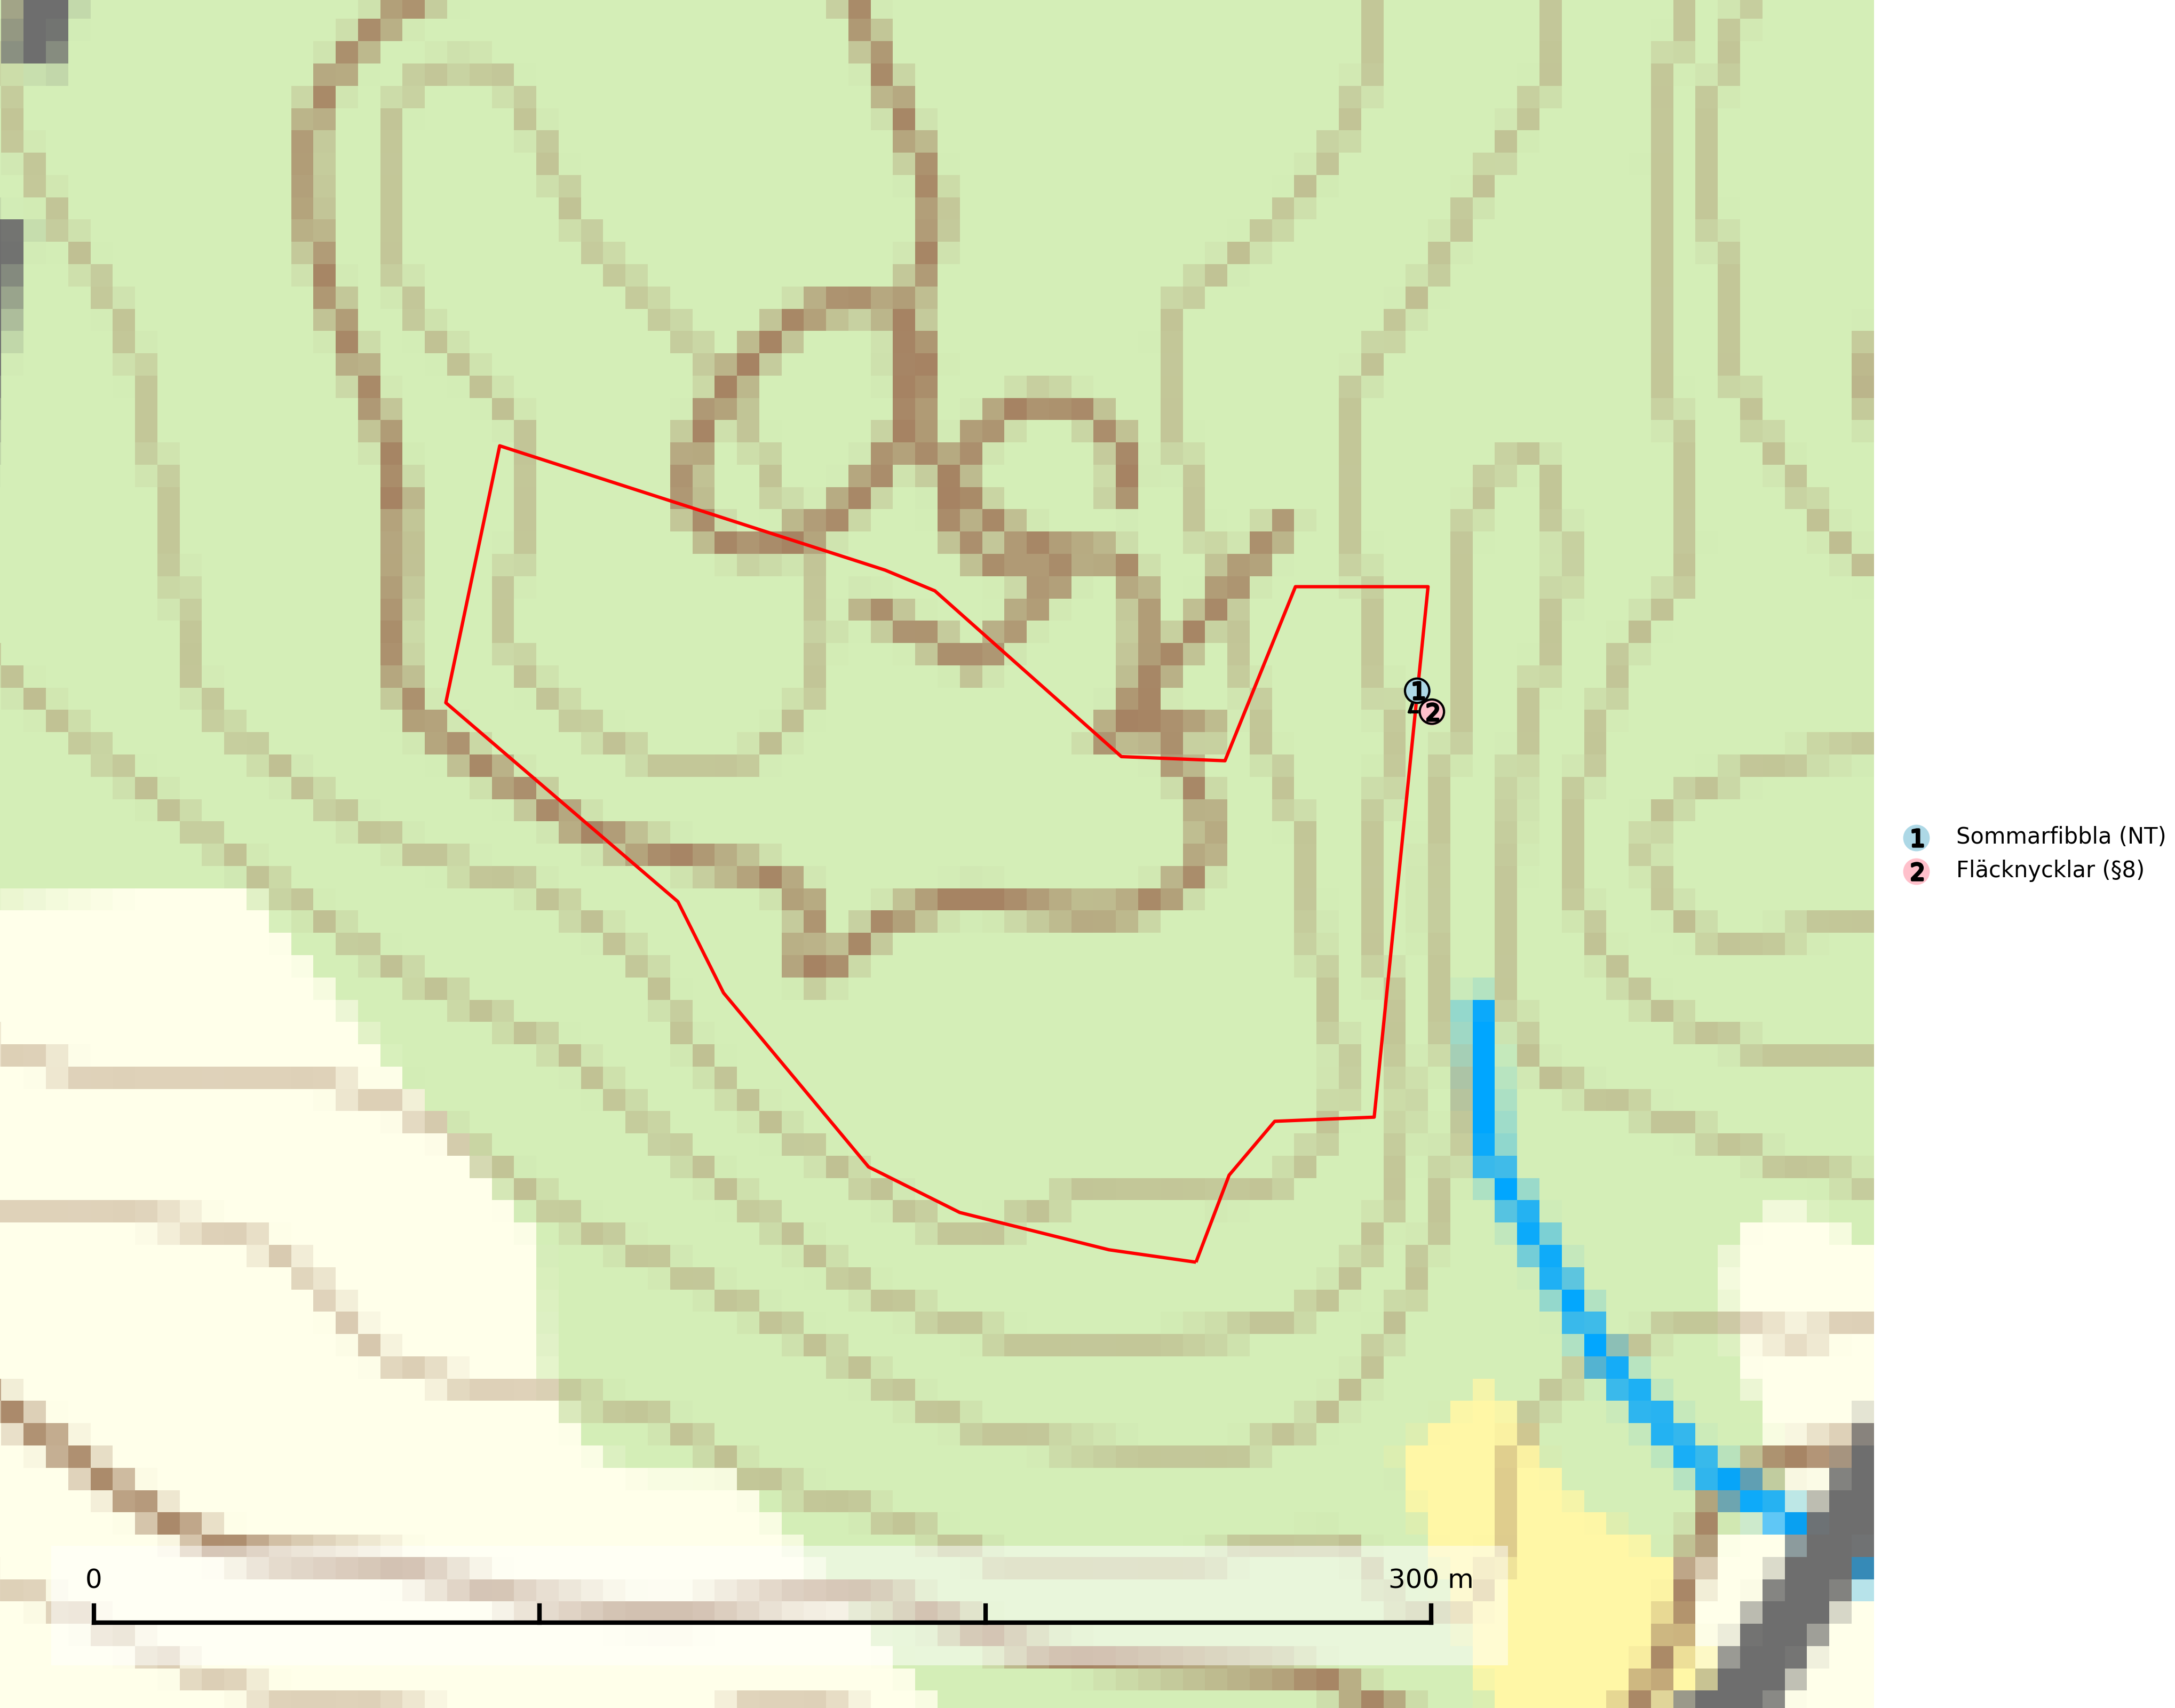 1
2
1 Sommarfibbla (NT)
2 Fläcknycklar (§8)
0 300 m